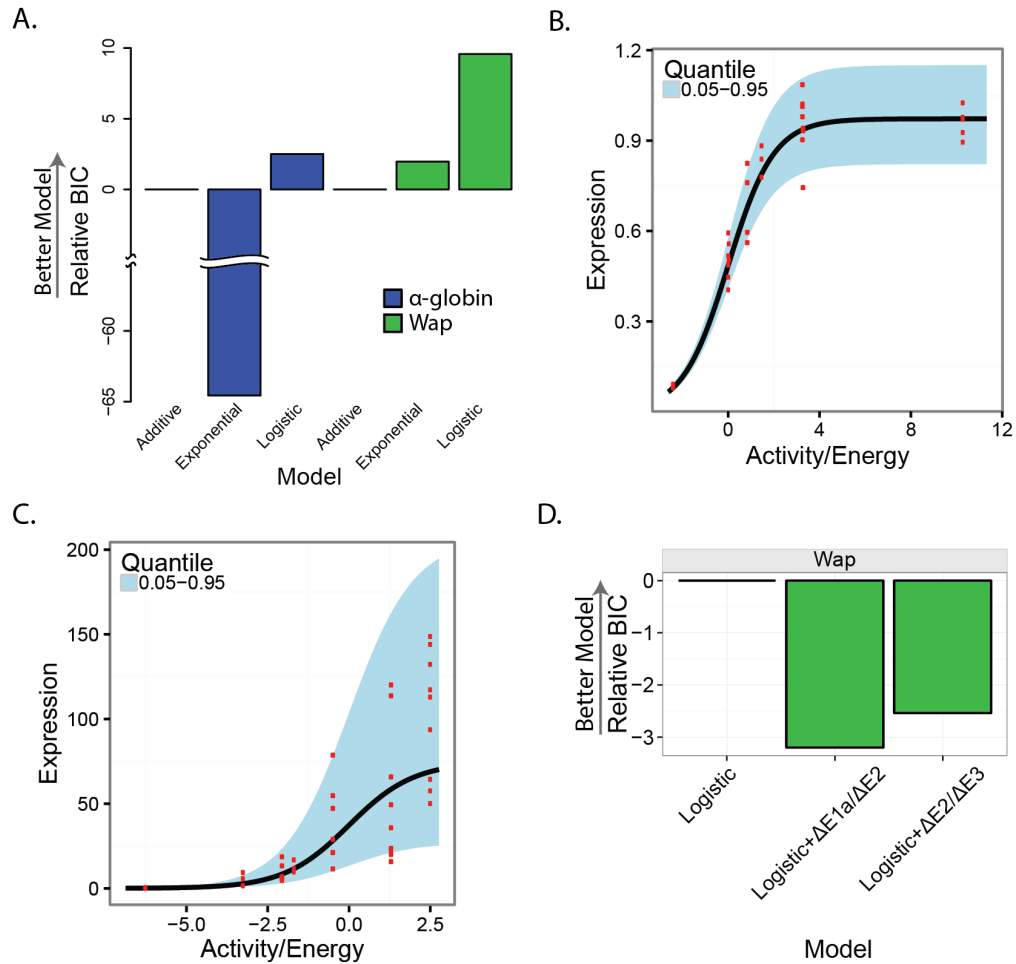 A.
10
5
0
-60
-65
Better Model
Relative BIC
α-globin
Wap
Additive
Exponential
Logistic
Additive
Exponential
Logistic
Model
B.
1.2
0.9
0.6
0.3
Expression
Quantile
0.05−0.95
0
4
8
12
Activity/Energy
C.
200
150
100
50
0
Expression
Quantile
0.05−0.95
−5.0
−2.5
0.0
2.5
Activity/Energy
D.
Wap
0
−1
−2
−3
Better Model
Relative BIC
Logistic
Logistic+ΔE1a/ΔE2
Logistic+ΔE2/ΔE3
Model